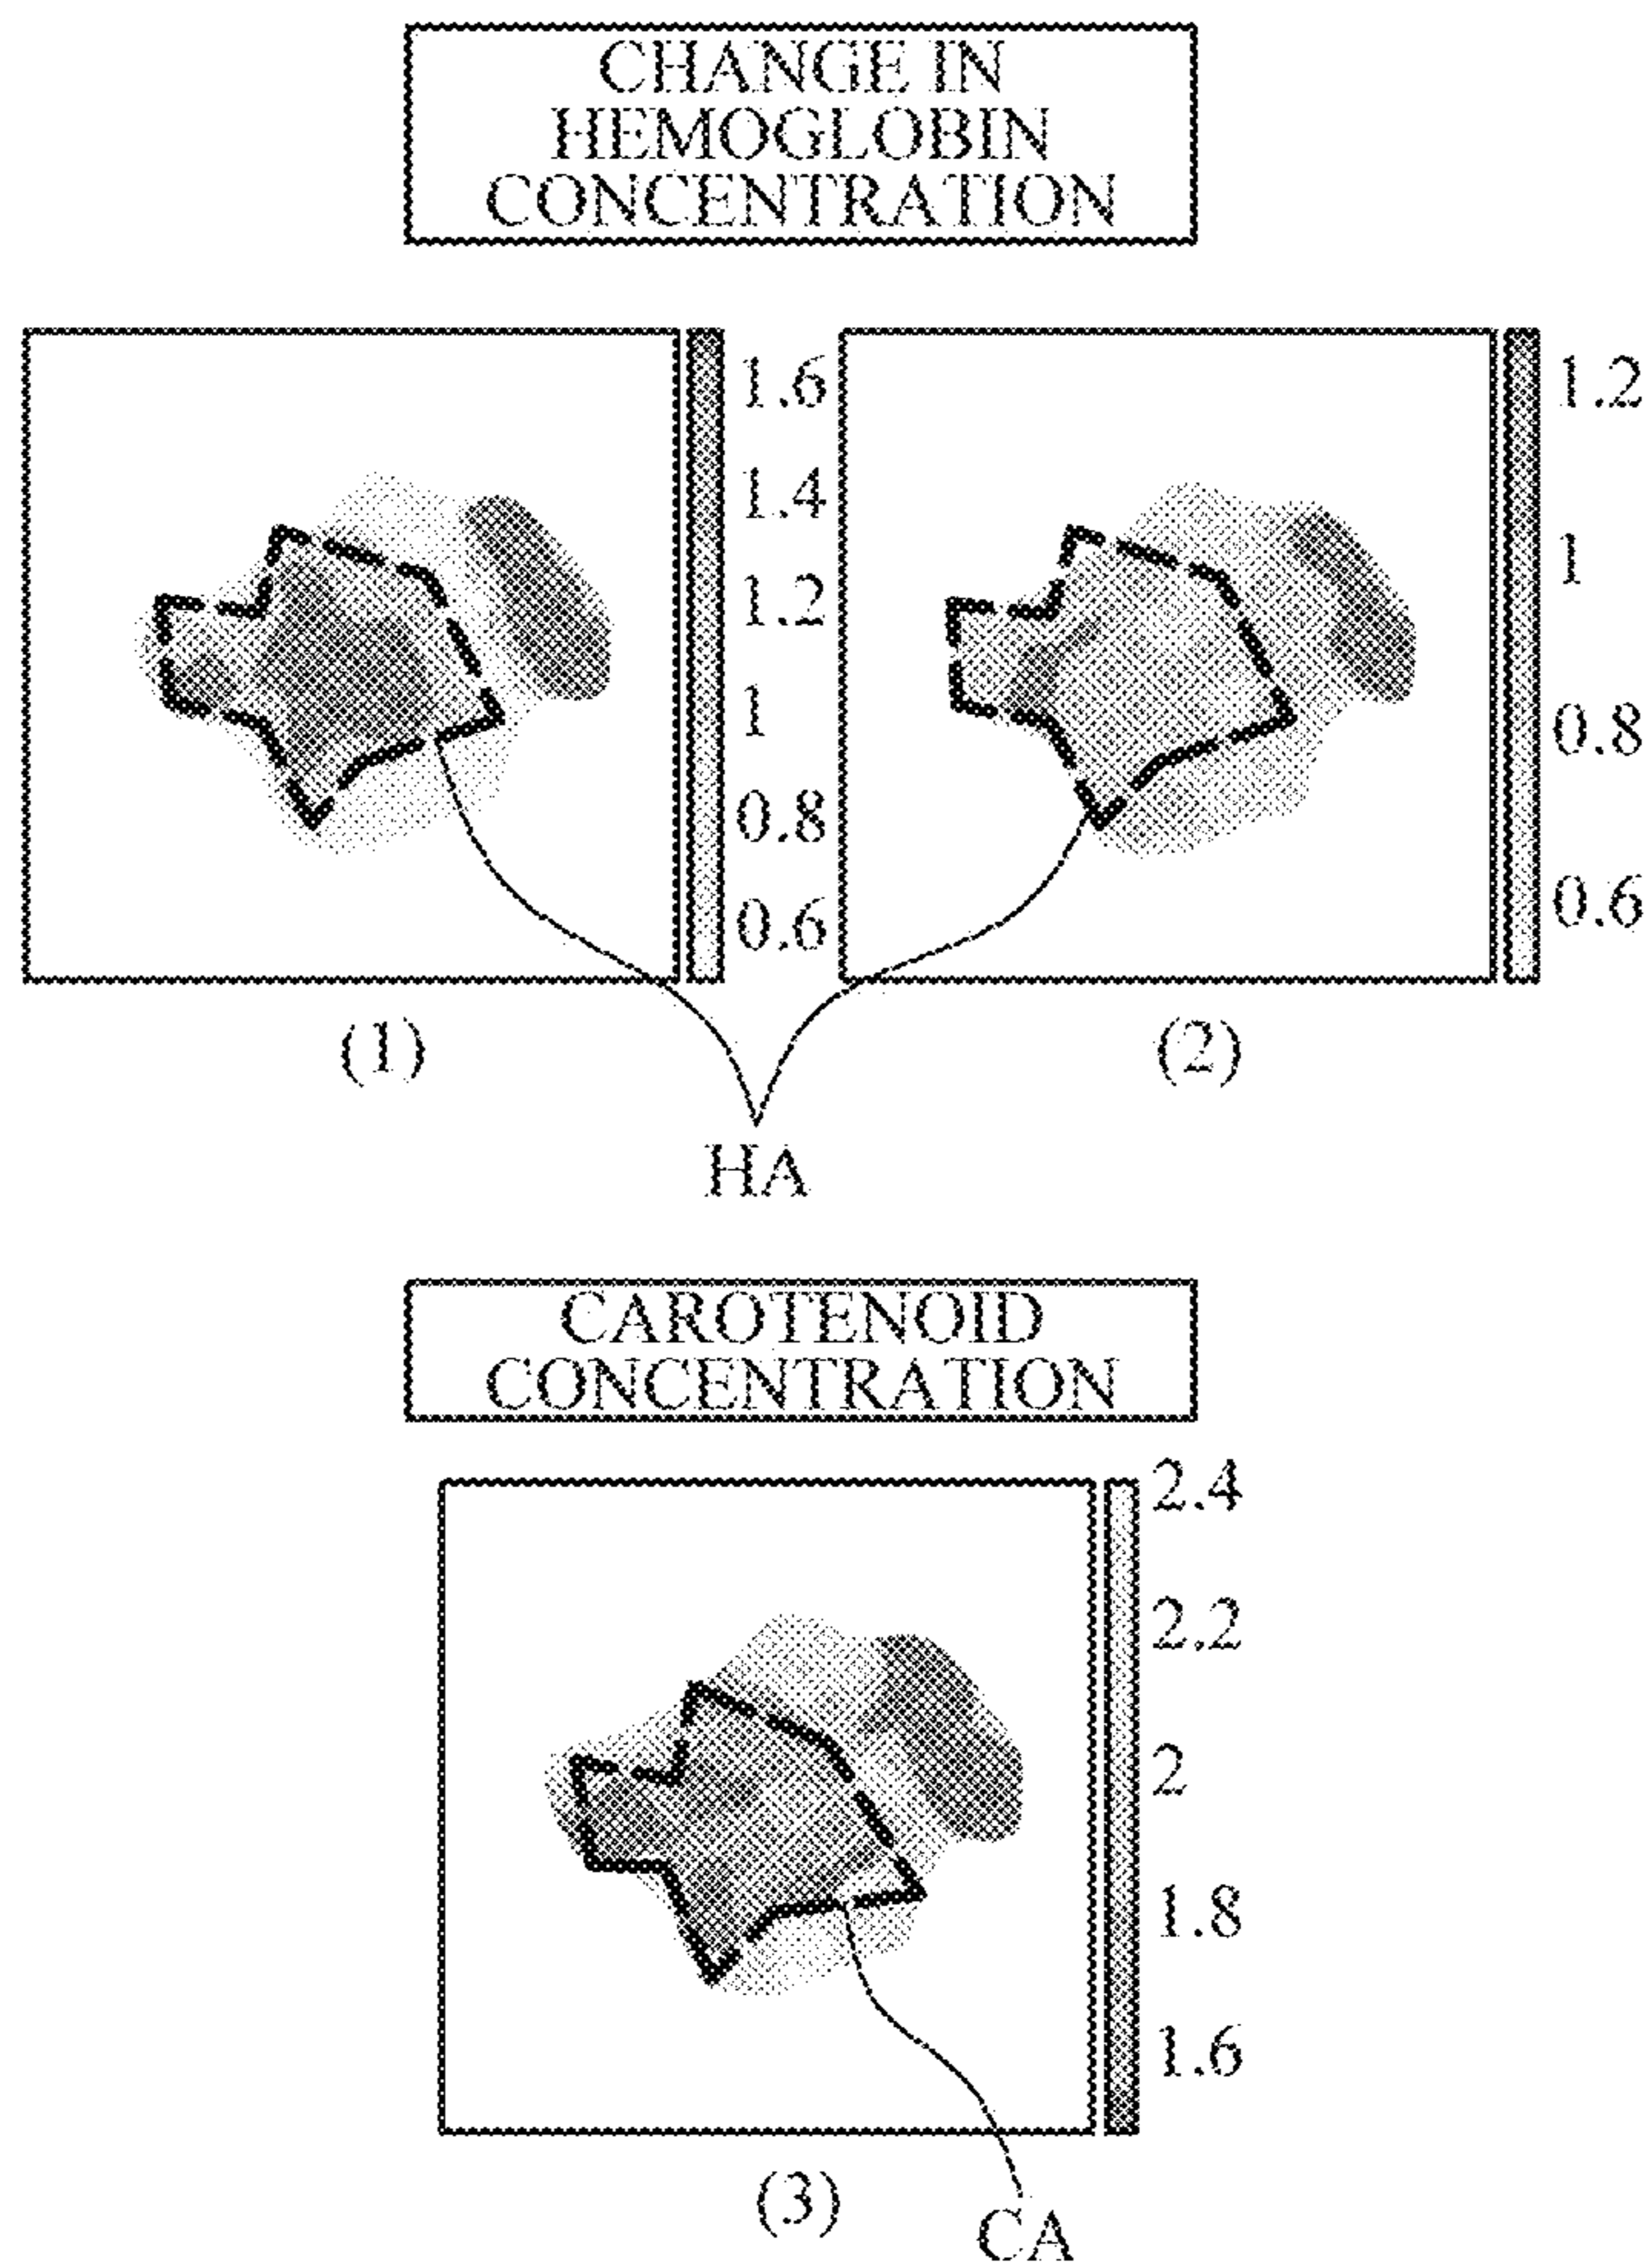 CHANGE IN
HEMOGLOBIN
CONCENTRATION
1.6
1.4
1.2
1
0.8
0.6
1.2
1
0.8
0.6
(1)
(2)
HA
CAROTENOID
CONCENTRATION
2.4
2.2
2
1.8
1.6
(3)
CA